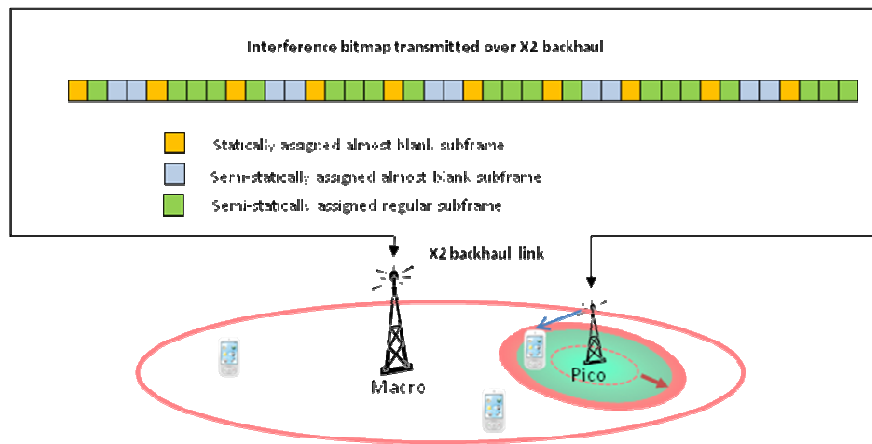 Interference bitmap transmitted over X2 backhaul
Statically assigned almost blank subframe
Semi-statically assigned almost blank subframe
Semi-statically assigned regular subframe
X2 backhaul link
Macro
Pico